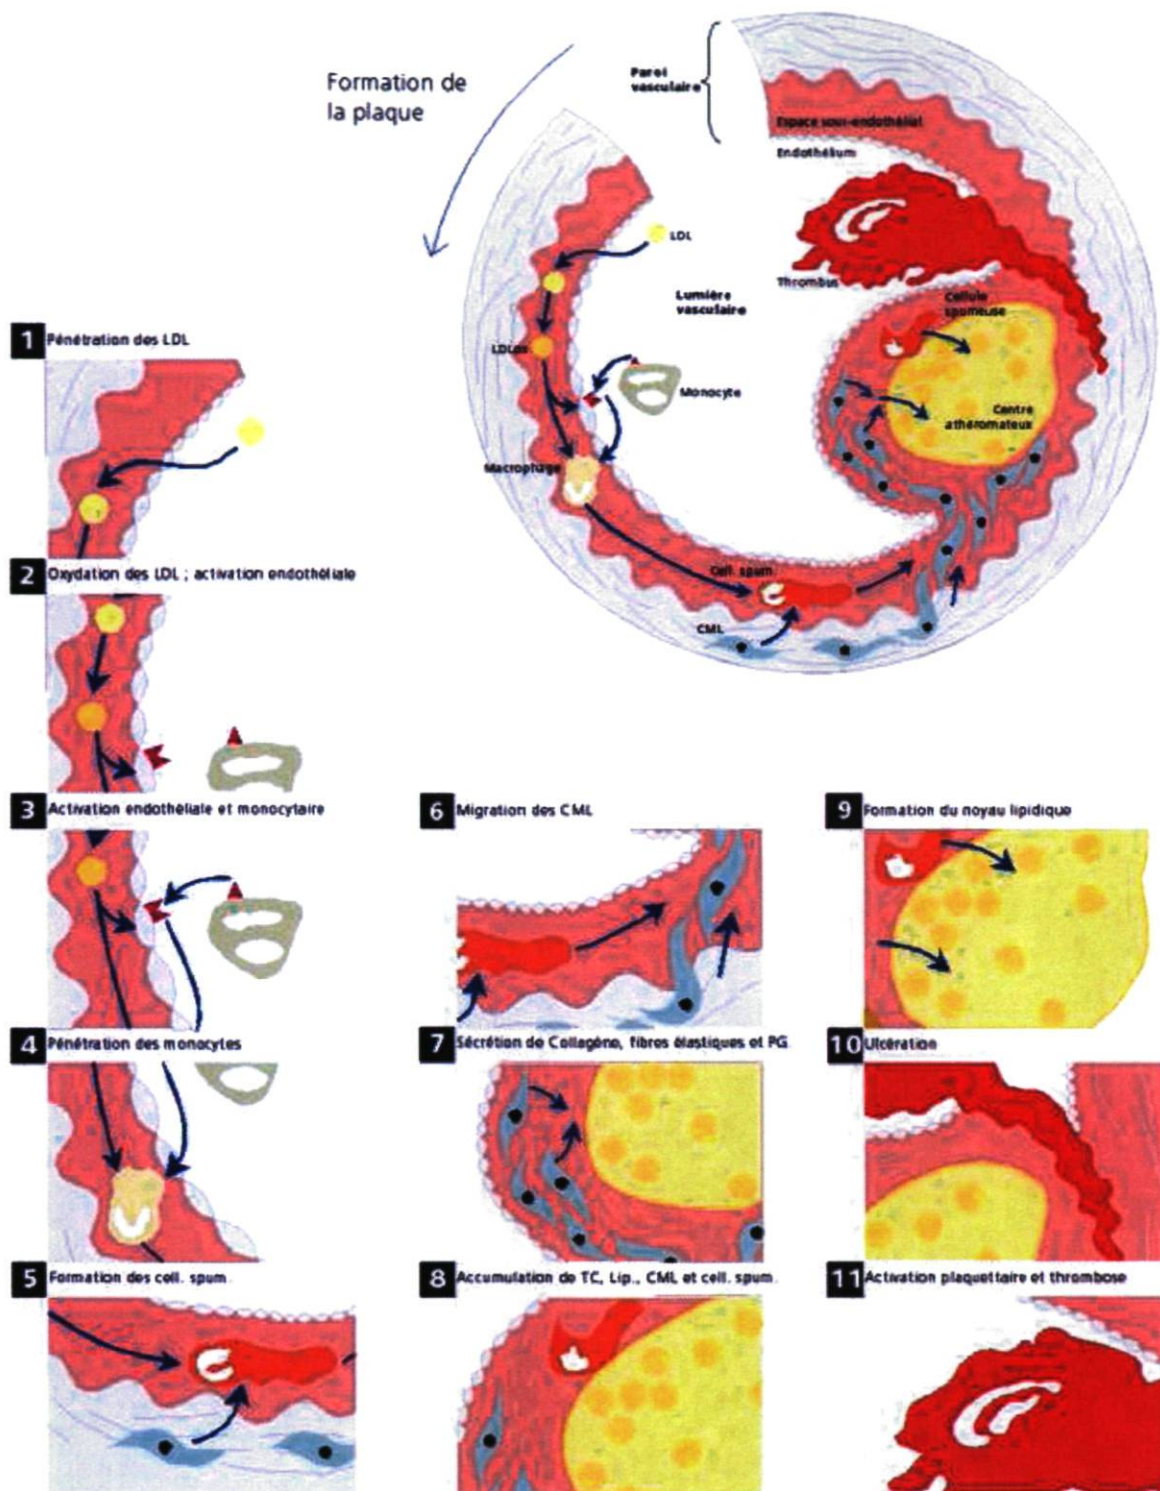 Formation de
la plaque
Paroi
vasculaire
Espace sous-endothélial
Endothélium
LDL
Lumière
vasculaire
Thrombus
Cellule
spumeuse
LDLox
Monocyte
Centre
athéromateux
Macrophage
Cell. spum.
CML
1 Pénétration des LDL
2 Oxydation des LDL ; activation endothéliale
3 Activation endothéliale et monocytaire
4 Pénétration des monocytes
5 Formation des cell. spum.
6 Migration des CML
7 Sécrétion de Collagène, fibres élastiques et PG
8 Accumulation de TC, Lip., CML et cell. spum.
9 Formation du noyau lipidique
10 Ulcération
11 Activation plaquettaire et thrombose